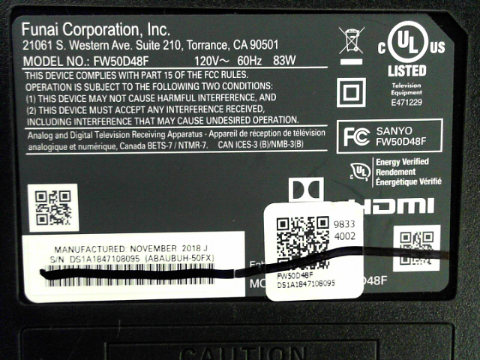 Funai Corporation, Inc.
21061 S. Western Ave. Suite 210, Torrance, CA 90501
MODEL NO.: FW50D48F 120V~ 60Hz 83W
THIS DEVICE COMPLIES WITH PART 15 OF THE FCC RULES.
OPERATION IS SUBJECT TO THE FOLLOWING TWO CONDITIONS:
(1) THIS DEVICE MAY NOT CAUSE HARMFUL INTERFERENCE, AND
(2) THIS DEVICE MUST ACCEPT ANY INTERFERENCE RECEIVED,
INCLUDING INTERFERENCE THAT MAY CAUSE UNDESIRED OPERATION.
Analog and Digital Television Receiving Apparatus - Appareil de réception de télévision
analogique et numérique, Canada BETS-7 / NTMR-7. CAN ICES-3 (B)/NMB-3(B)
C UL US
LISTED
Television
Equipment
E471229
FC SANYO
FW50D48F
UL Energy Verified
Rendement
Énergétique Vérifié
HDMI
MANUFACTURED: NOVEMBER 2018 J
S/N DS1A1847108095 (ABAUBUH-50FX)
9833
4002
FW50D48F
DS1A1847108095
50D48F
CAUTION